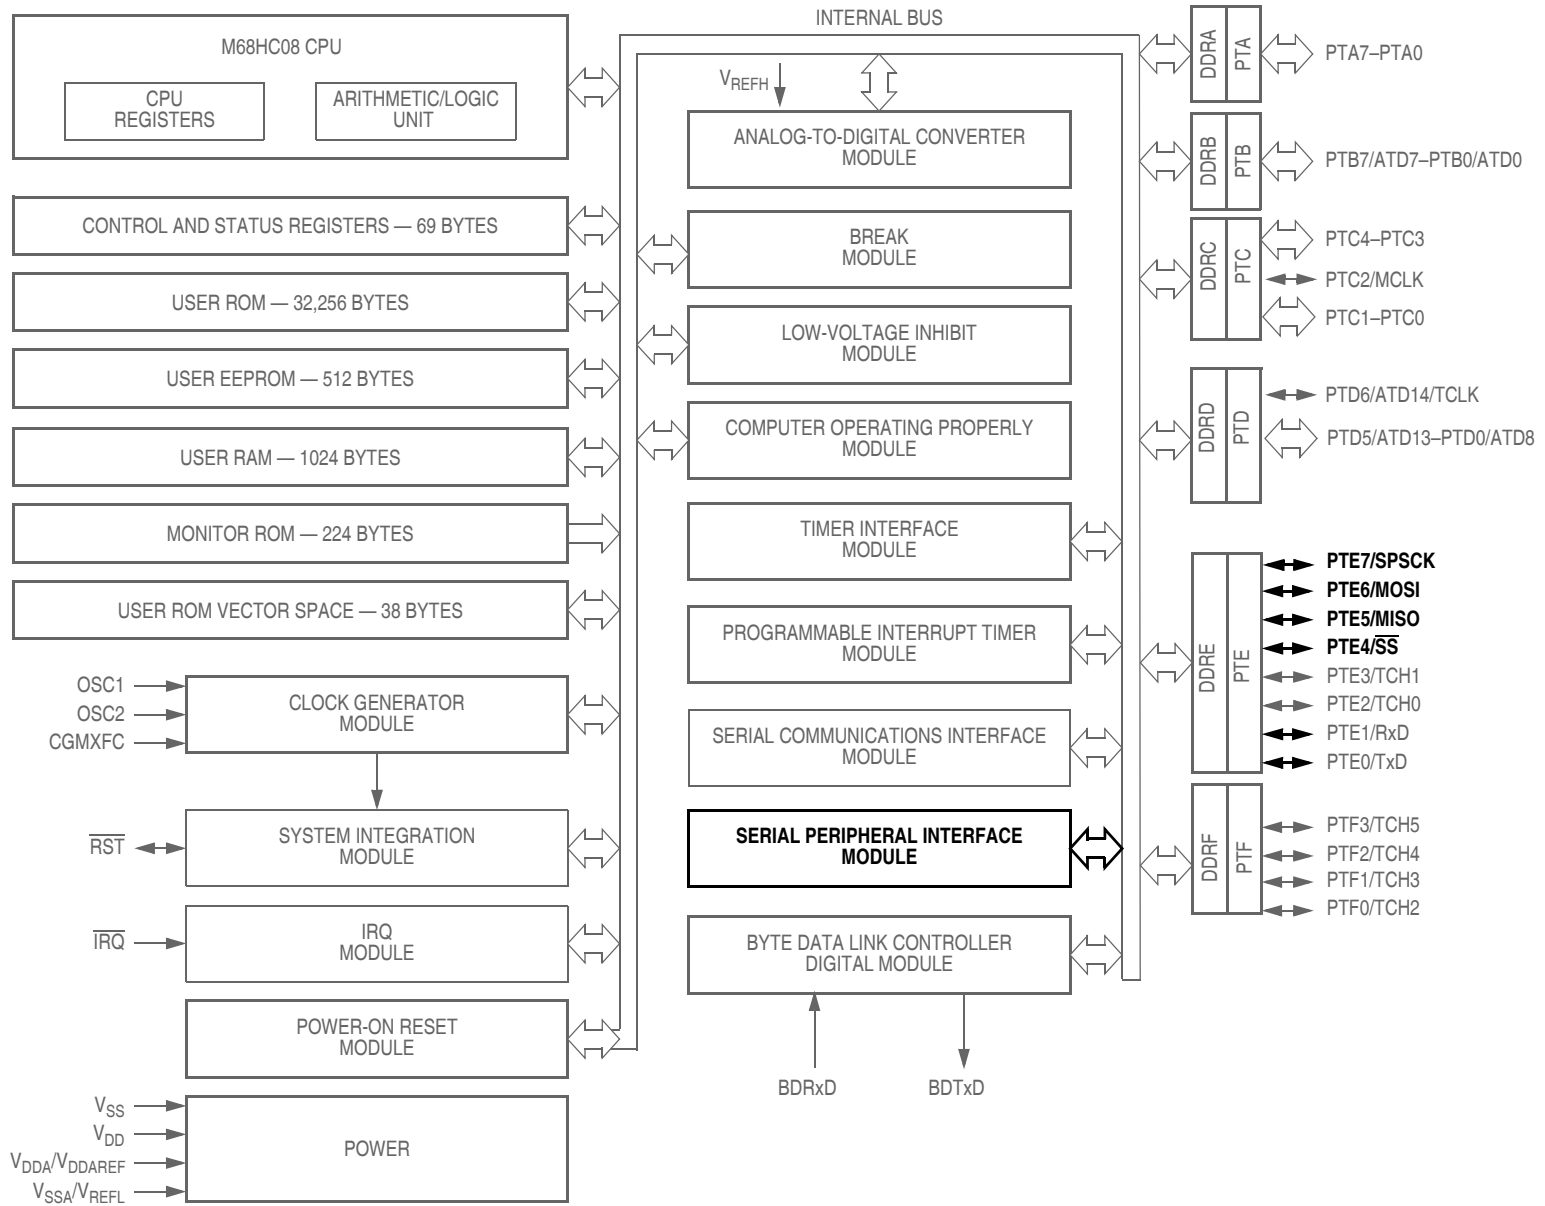 INTERNAL BUS
M68HC08 CPU
CPU
REGISTERS
ARITHMETIC/LOGIC
UNIT
CONTROL AND STATUS REGISTERS — 69 BYTES
USER ROM — 32,256 BYTES
USER EEPROM — 512 BYTES
USER RAM — 1024 BYTES
MONITOR ROM — 224 BYTES
USER ROM VECTOR SPACE — 38 BYTES
OSC1
OSC2
CGMXFC
CLOCK GENERATOR
MODULE
RST
SYSTEM INTEGRATION
MODULE
IRQ
IRQ
MODULE
POWER-ON RESET
MODULE
VSS
VDD
VDDA/VDDAREF
VSSA/VREFL
POWER
VREFH
ANALOG-TO-DIGITAL CONVERTER
MODULE
BREAK
MODULE
LOW-VOLTAGE INHIBIT
MODULE
COMPUTER OPERATING PROPERLY
MODULE
TIMER INTERFACE
MODULE
PROGRAMMABLE INTERRUPT TIMER
MODULE
SERIAL COMMUNICATIONS INTERFACE
MODULE
SERIAL PERIPHERAL INTERFACE
MODULE
BYTE DATA LINK CONTROLLER
DIGITAL MODULE
BDRxD
BDTxD
DDRA
PTA
PTA7–PTA0
DDRB
PTB
PTB7/ATD7–PTB0/ATD0
DDRC
PTC
PTC4–PTC3
PTC2/MCLK
PTC1–PTC0
DDRD
PTD
PTD6/ATD14/TCLK
PTD5/ATD13–PTD0/ATD8
DDRE
PTE
PTE7/SPSCK
PTE6/MOSI
PTE5/MISO
PTE4/SS
PTE3/TCH1
PTE2/TCH0
PTE1/RxD
PTE0/TxD
DDRF
PTF
PTF3/TCH5
PTF2/TCH4
PTF1/TCH3
PTF0/TCH2